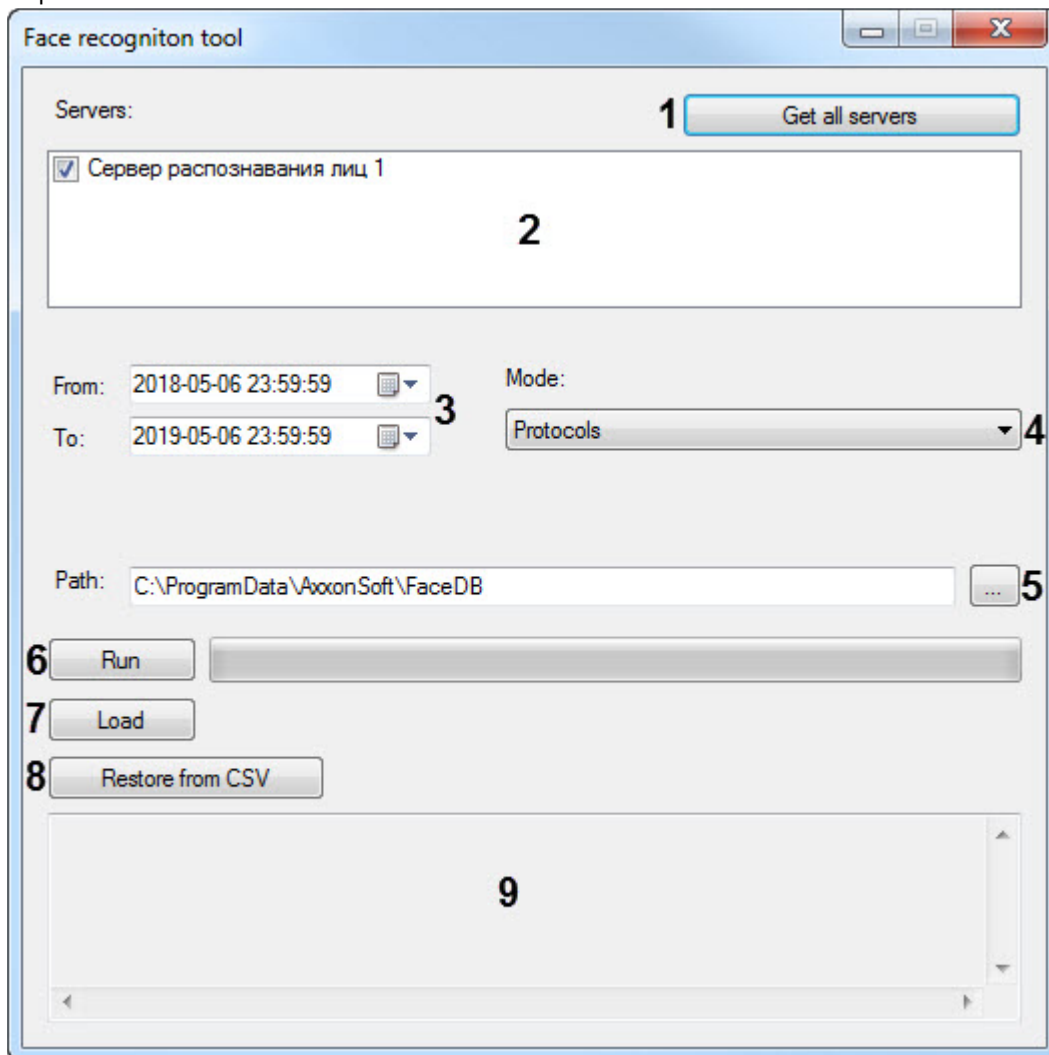 Face recogniton tool
Servers:
1 Get all servers
Сервер распознавания лиц 1
2
From: 2018-05-06 23:59:59
3
To: 2019-05-06 23:59:59
Mode:
Protocols 4
Path: C:\ProgramData\AxxonSoft\FaceDB ... 5
6 Run
7 Load
8 Restore from CSV
9